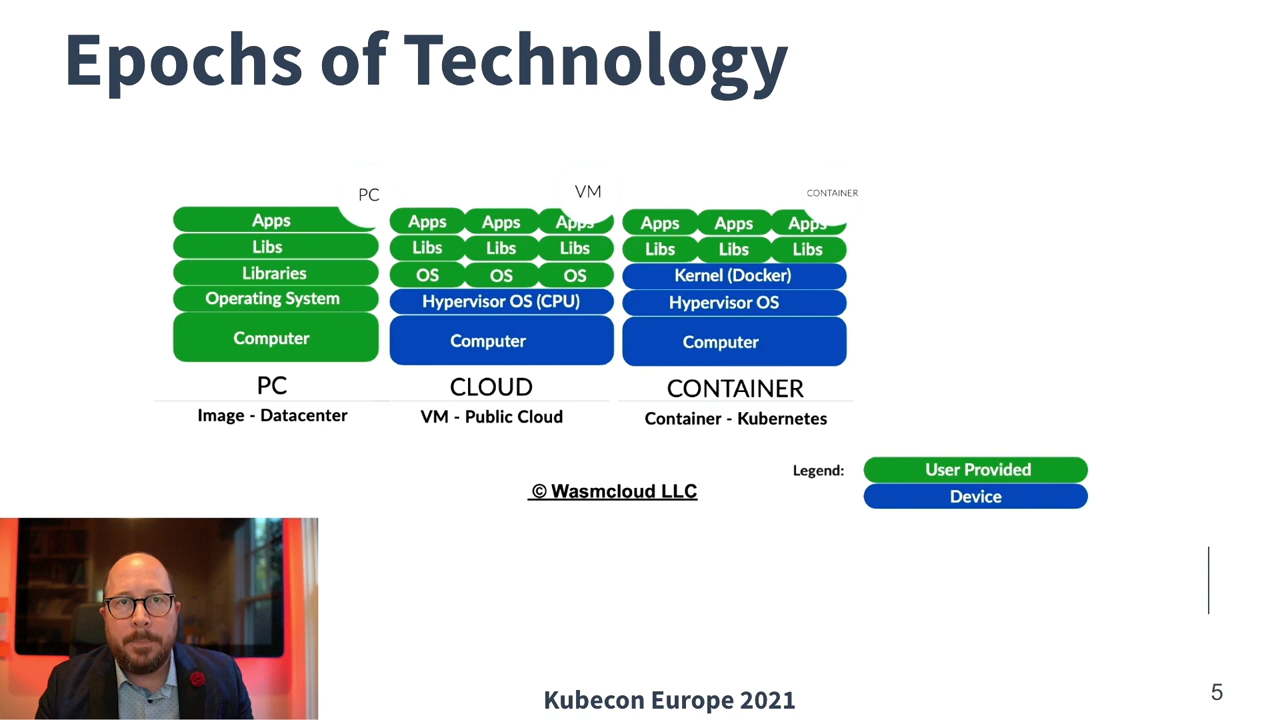 Epochs of Technology
PC
Apps
Libs
Libraries
Operating System
Computer
PC
Image - Datacenter
VM
Apps Apps Apps
Libs Libs Libs
OS OS OS
Hypervisor OS (CPU)
Computer
CLOUD
VM - Public Cloud
CONTAINER
Apps Apps Apps
Libs Libs Libs
Kernel (Docker)
Hypervisor OS
Computer
CONTAINER
Container - Kubernetes
Legend:
User Provided
Device
© Wasmcloud LLC
Kubecon Europe 2021
5